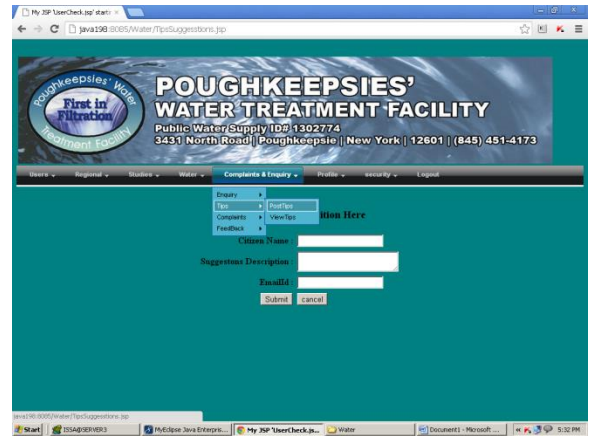 My JSP 'UserCheck.jsp' starti
java198:8085/Water/TipsSuggesstions.jsp
Poughkeepsies' Water
First in
Filtration
Treatment Facility
POUGHKEEPSIES'
WATER TREATMENT FACILITY
Public Water Supply ID# 1302774
3431 North Road | Poughkeepsie | New York | 12601 | (845) 451-4173
Users Regional Studies Water Complaints & Enquiry Profile security Logout
Enquiry
Tips PostTips
Complaints ViewTips
FeedBack
ition Here
Citizen Name :
Suggestons Description :
EmailId :
Submit cancel
java198:8085/Water/TipsSuggesstions.jsp
Start ISSA@SERVER3 MyEclipse Java Enterpris... My JSP 'UserCheck.js... Water Document1 - Microsoft ... 5:32 PM